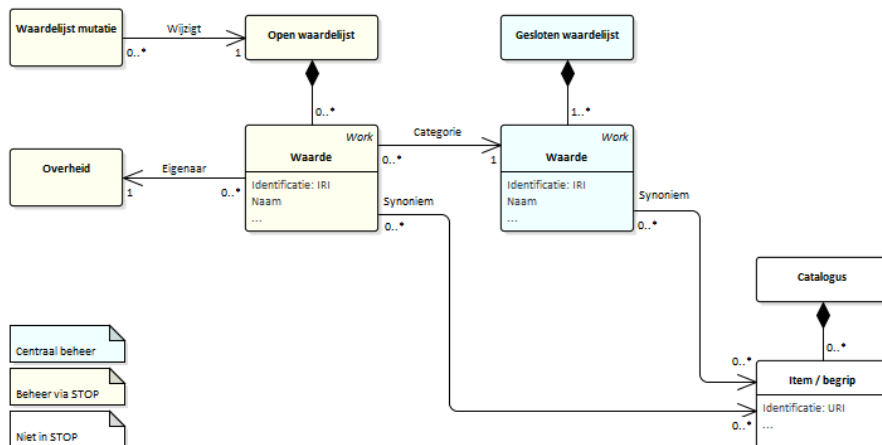 Waardelijst mutatie
Wijzigt
0..*
1
Open waardelijst
Gesloten waardelijst
0..*
1..*
Work
Waarde
Identificatie: IRI
Naam
...
Categorie
0..*
1
Work
Waarde
Identificatie: IRI
Naam
...
Overheid
Eigenaar
1
0..*
Synoniem
0..*
Synoniem
0..*
Catalogus
0..*
0..*
Item / begrip
Identificatie: URI
...
0..*
Centraal beheer
Beheer via STOP
Niet in STOP